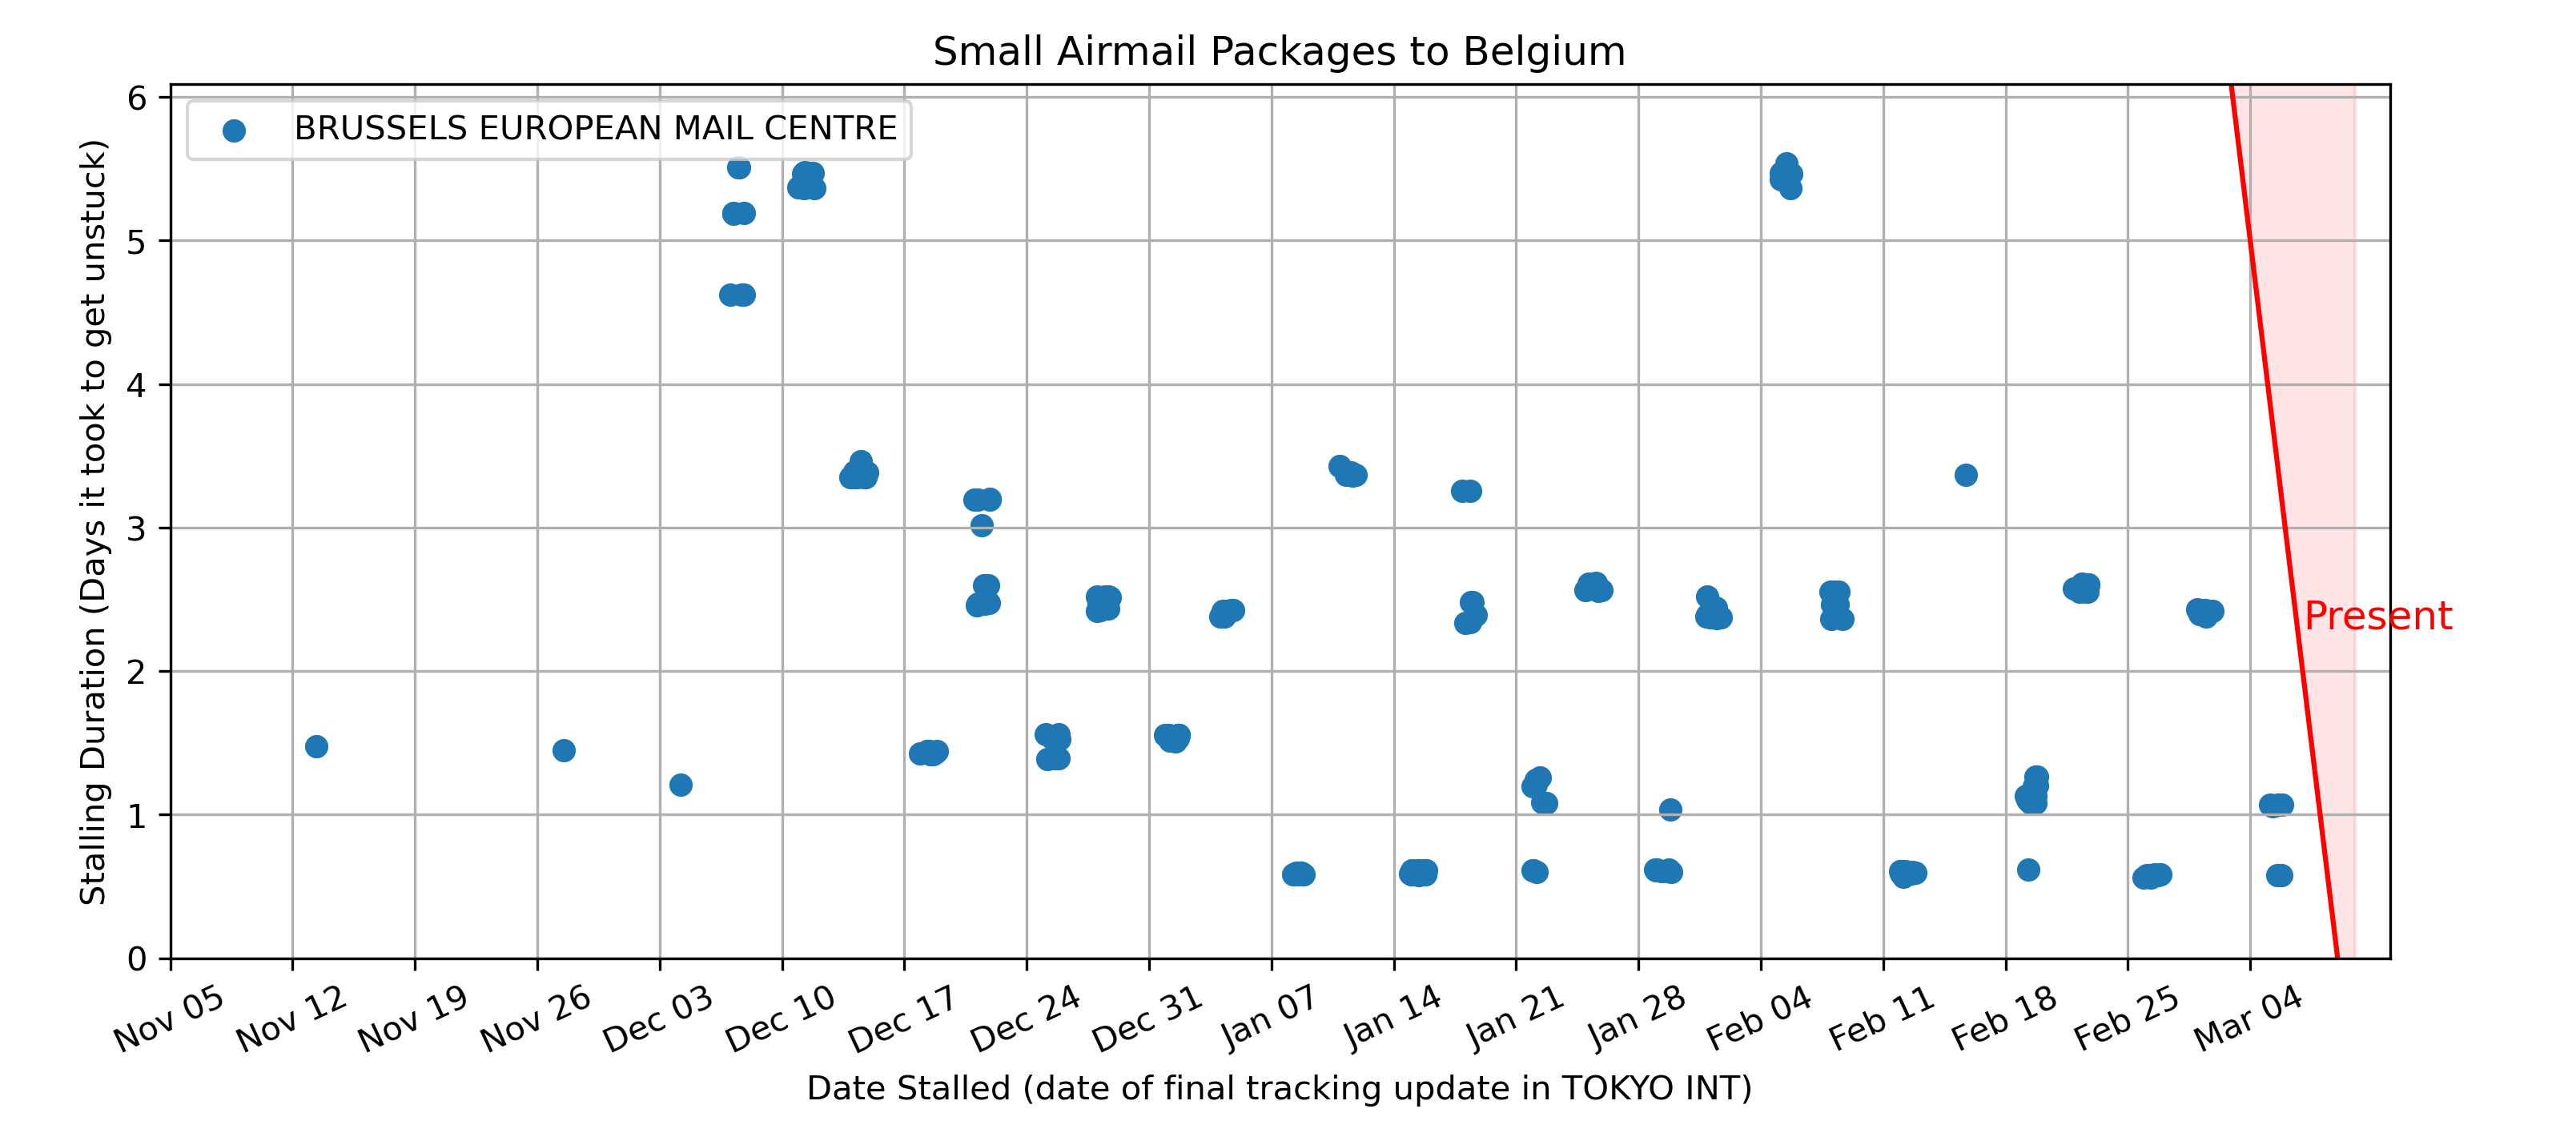 Small Airmail Packages to Belgium
BRUSSELS EUROPEAN MAIL CENTRE
Stalling Duration (Days it took to get unstuck)
6
5
4
3
2
1
0
Present
Nov 05
Nov 12
Nov 19
Nov 26
Dec 03
Dec 10
Dec 17
Dec 24
Dec 31
Jan 07
Jan 14
Jan 21
Jan 28
Feb 04
Feb 11
Feb 18
Feb 25
Mar 04
Date Stalled (date of final tracking update in TOKYO INT)